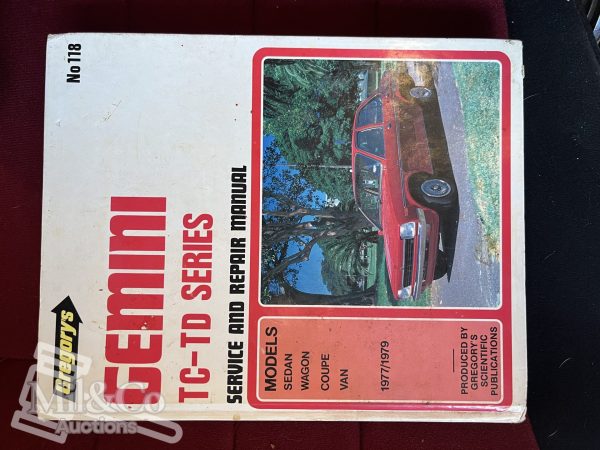 No 118
Gregory's
GEMINI
TC-TD SERIES
SERVICE AND REPAIR MANUAL
MODELS
SEDAN
WAGON
COUPE
VAN
1977/1979
PRODUCED BY
GREGORY'S
SCIENTIFIC
PUBLICATIONS
Mil&Co
Auctions